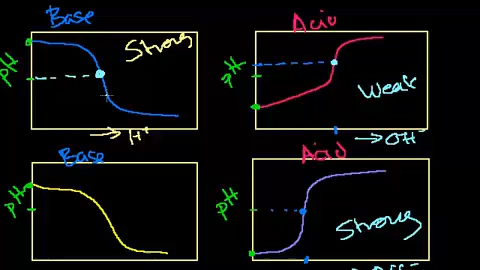 Base
Strong
pH
→ H⁺
Acid
pH
Weak
→ OH⁻
Base
pH
Acid
pH
Strong